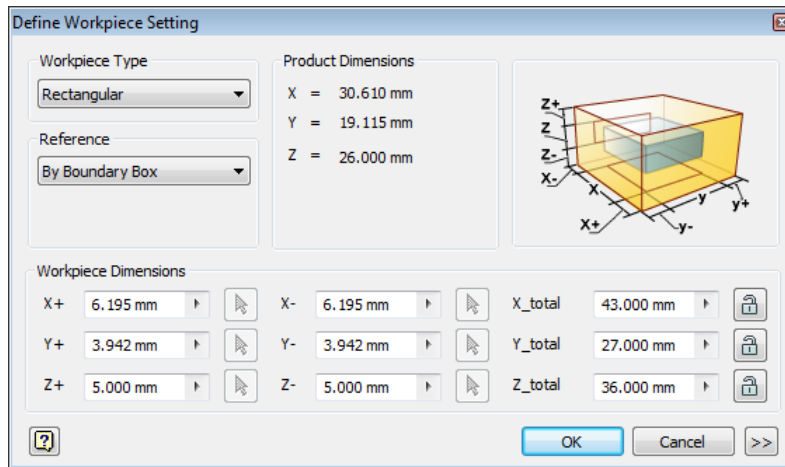 Define Workpiece Setting
Workpiece Type
Rectangular
Reference
By Boundary Box
Product Dimensions
X = 30.610 mm
Y = 19.115 mm
Z = 26.000 mm
Z+
Z
Z-
X-
X
X+
y-
y
y+
Workpiece Dimensions
X+ 6.195 mm X- 6.195 mm X_total 43.000 mm
Y+ 3.942 mm Y- 3.942 mm Y_total 27.000 mm
Z+ 5.000 mm Z- 5.000 mm Z_total 36.000 mm
? OK Cancel >>